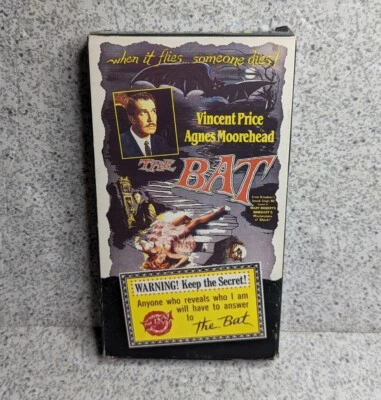 when it flies...someone dies!
Vincent Price
Agnes Moorehead
THE
BAT
WARNING! Keep the Secret!
Anyone who reveals who I am
will have to answer
to The Bat